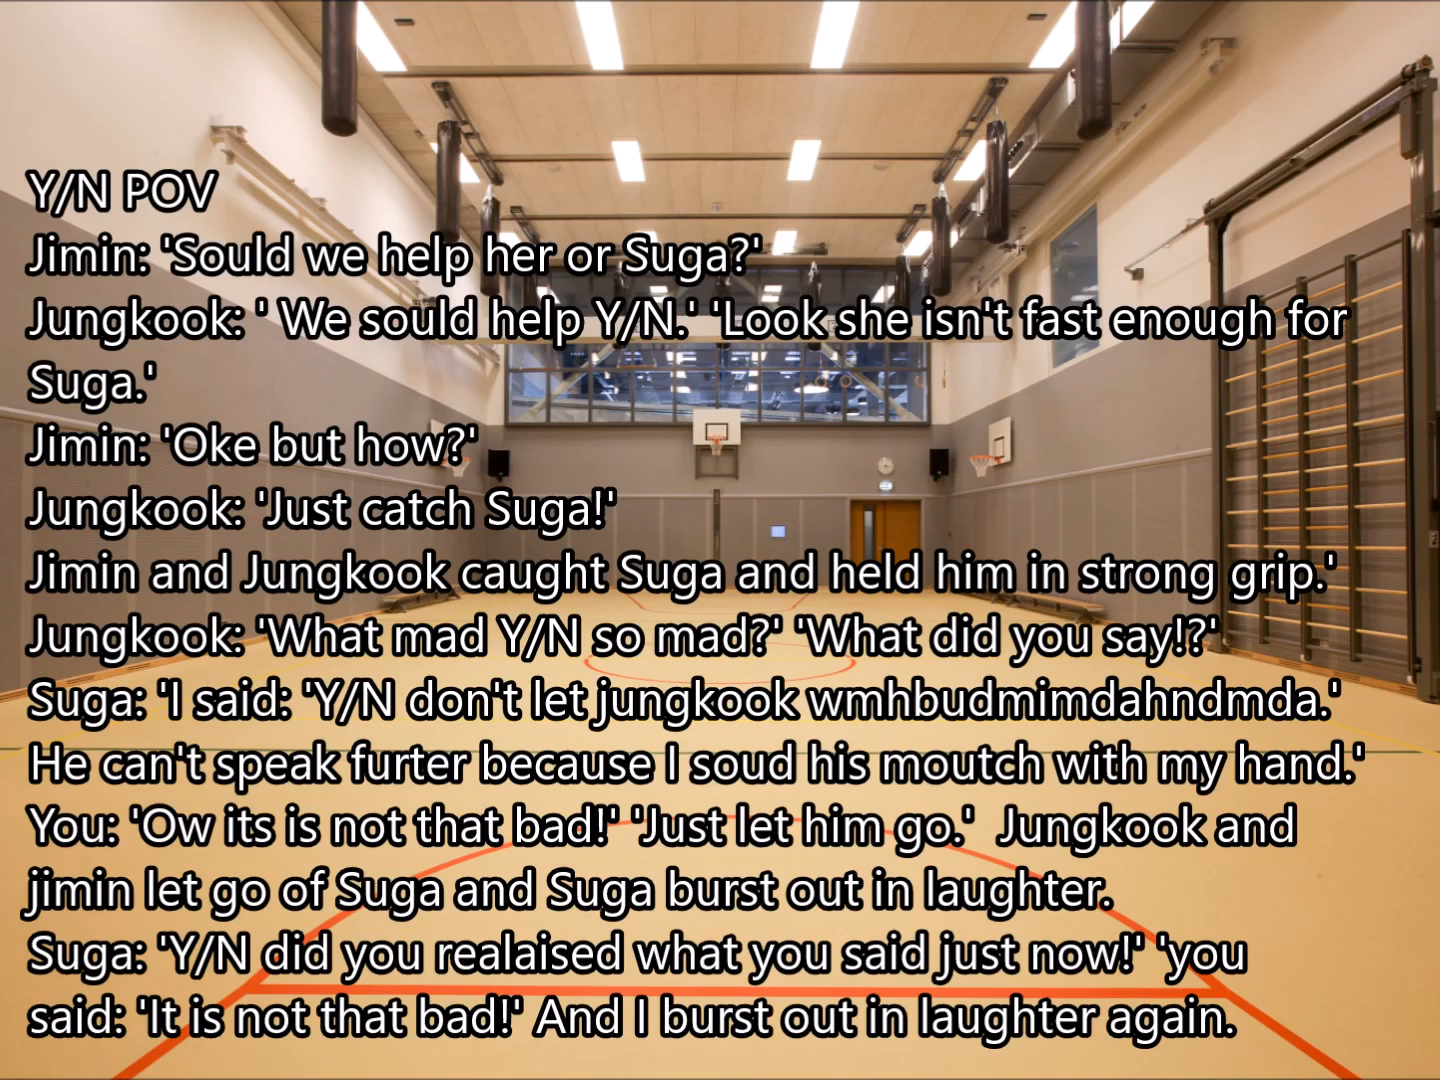 Y/N POV
Jimin: 'Sould we help her or Suga?'
Jungkook: ' We sould help Y/N.' 'Look she isn't fast enough for
Suga.'
Jimin: 'Oke but how?'
Jungkook: 'Just catch Suga!'
Jimin and Jungkook caught Suga and held him in strong grip.'
Jungkook: 'What mad Y/N so mad?' 'What did you say!?'
Suga: 'I said: 'Y/N don't let jungkook wmhbudmimdahndmda.'
He can't speak furter because I soud his moutch with my hand.'
You: 'Ow its is not that bad!' 'Just let him go.'  Jungkook and
jimin let go of Suga and Suga burst out in laughter.
Suga: 'Y/N did you realaised what you said just now!' 'you
said: 'It is not that bad!' And I burst out in laughter again.